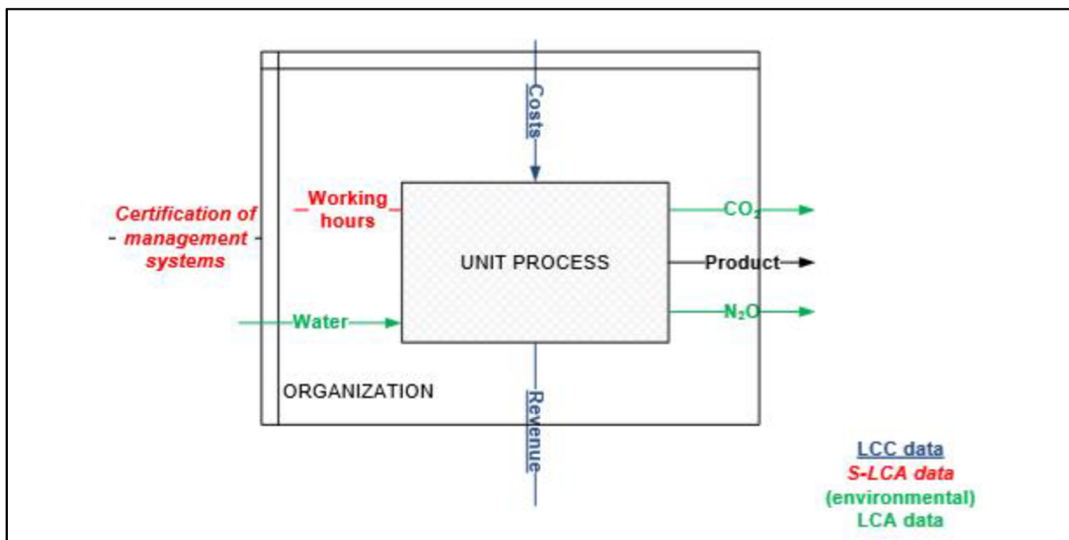 Costs
Working
hours
Certification of
management
systems
CO₂
UNIT PROCESS
Product
Water
N₂O
ORGANIZATION
Revenue
LCC data
S-LCA data
(environmental)
LCA data